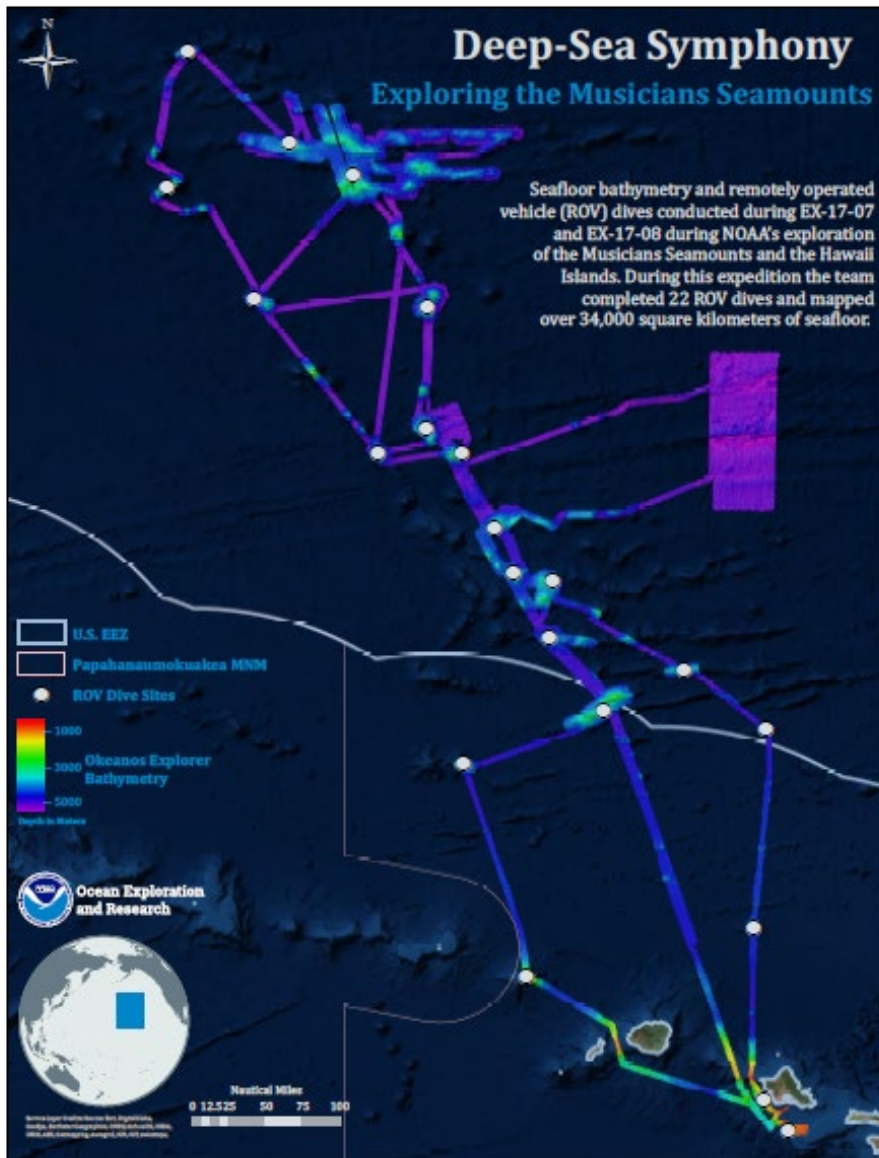 N
Deep-Sea Symphony
Exploring the Musicians Seamounts
Seafloor bathymetry and remotely operated
vehicle (ROV) dives conducted during EX-17-07
and EX-17-08 during NOAA's exploration
of the Musicians Seamounts and the Hawaii
Islands. During this expedition the team
completed 22 ROV dives and mapped
over 34,000 square kilometers of seafloor.
U.S. EEZ
Papahanaumokuakea MNM
ROV Dive Sites
1000
3000
5000
Okeanos Explorer
Bathymetry
Depth in Meters
NOAA
Ocean Exploration
and Research
Nautical Miles
0 12.525 50 75 100